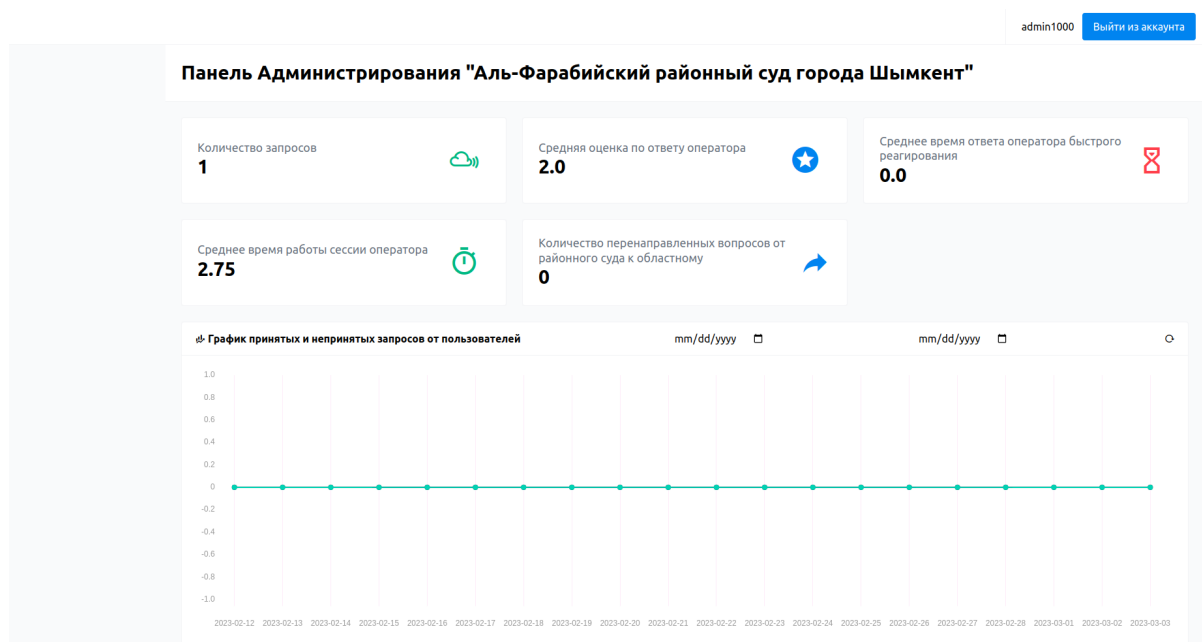 admin1000 Выйти из аккаунта
Панель Администрирования "Аль-Фарабийский районный суд города Шымкент"
Количество запросов
1
Средняя оценка по ответу оператора
2.0
Среднее время ответа оператора быстрого
реагирования
0.0
Среднее время работы сессии оператора
2.75
Количество перенаправленных вопросов от
районного суда к областному
0
График принятых и непринятых запросов от пользователей mm/dd/yyyy mm/dd/yyyy
1.0
0.8
0.6
0.4
0.2
0
-0.2
-0.4
-0.6
-0.8
-1.0
2023-02-12 2023-02-13 2023-02-14 2023-02-15 2023-02-16 2023-02-17 2023-02-18 2023-02-19 2023-02-20 2023-02-21 2023-02-22 2023-02-23 2023-02-24 2023-02-25 2023-02-26 2023-02-27 2023-02-28 2023-03-01 2023-03-02 2023-03-03